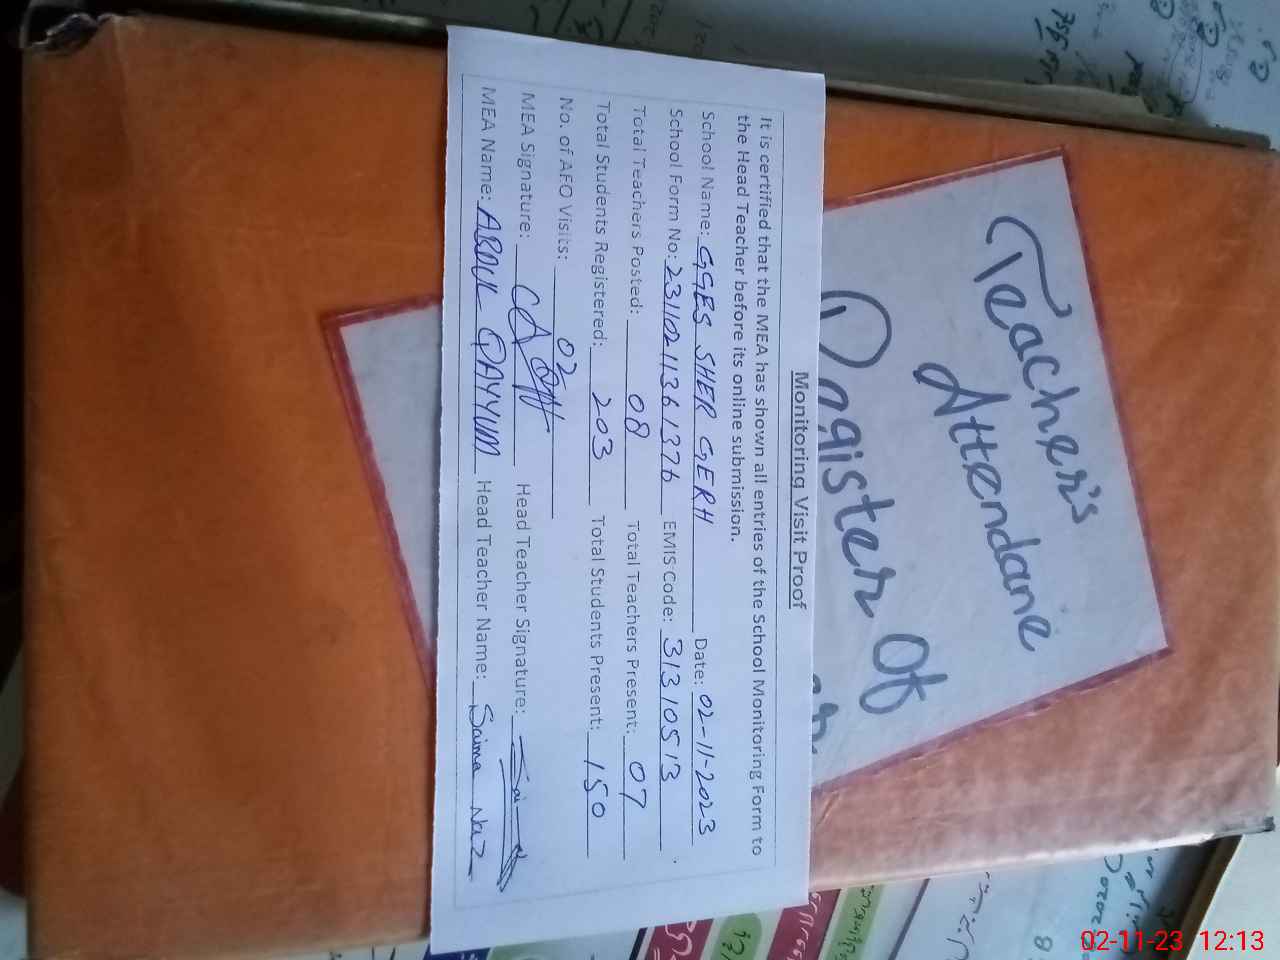 Monitoring Visit Proof
It is certified that the MEA has shown all entries of the School Monitoring Form to
the Head Teacher before its online submission.
School Name: GGES SHER GERH Date: 02-11-2023
School Form No: 23110211361376 EMIS Code: 31310513
Total Teachers Posted: 08 Total Teachers Present: 07
Total Students Registered: 203 Total Students Present: 150
No. of AEO Visits: 02
MEA Signature: Head Teacher Signature:
MEA Name: ABDUL QAYYUM Head Teacher Name: Saima Naz
Teacher's
Attendane
Register Of
02-11-23 12:13